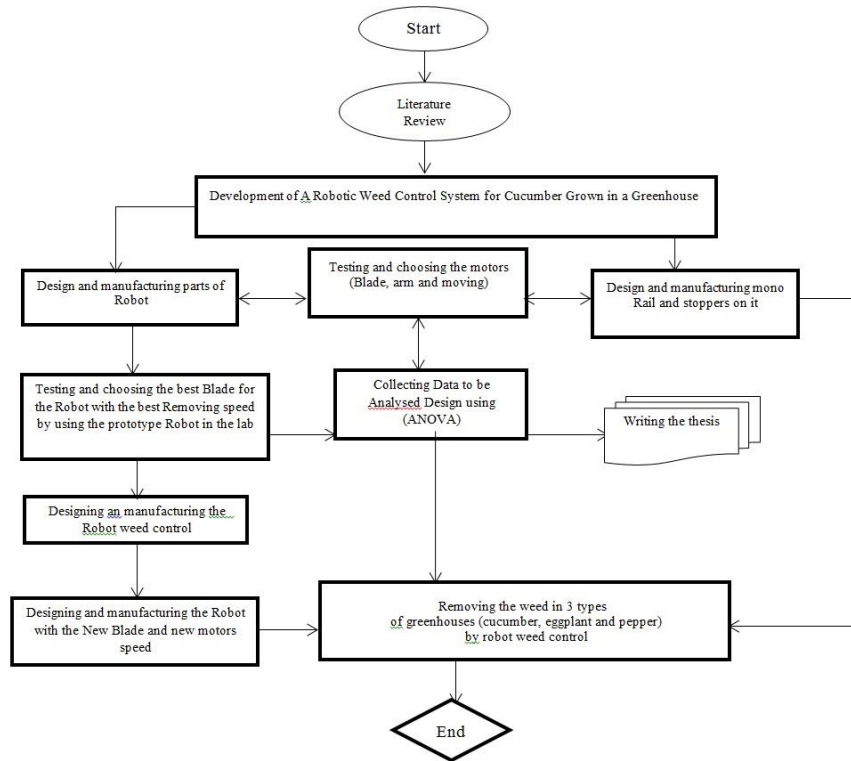 Start
Literature
Review
Development of A Robotic Weed Control System for Cucumber Grown in a Greenhouse
Design and manufacturing parts of
Robot
Testing and choosing the motors
(Blade, arm and moving)
Design and manufacturing mono
Rail and stoppers on it
Testing and choosing the best Blade for
the Robot with the best Removing speed
by using the prototype Robot in the lab
Collecting Data to be
Analysed Design using
(ANOVA)
Writing the thesis
Designing an manufacturing the
Robot weed control
Designing and manufacturing the Robot
with the New Blade and new motors
speed
Removing the weed in 3 types
of greenhouses (cucumber, eggplant and pepper)
by robot weed control
End